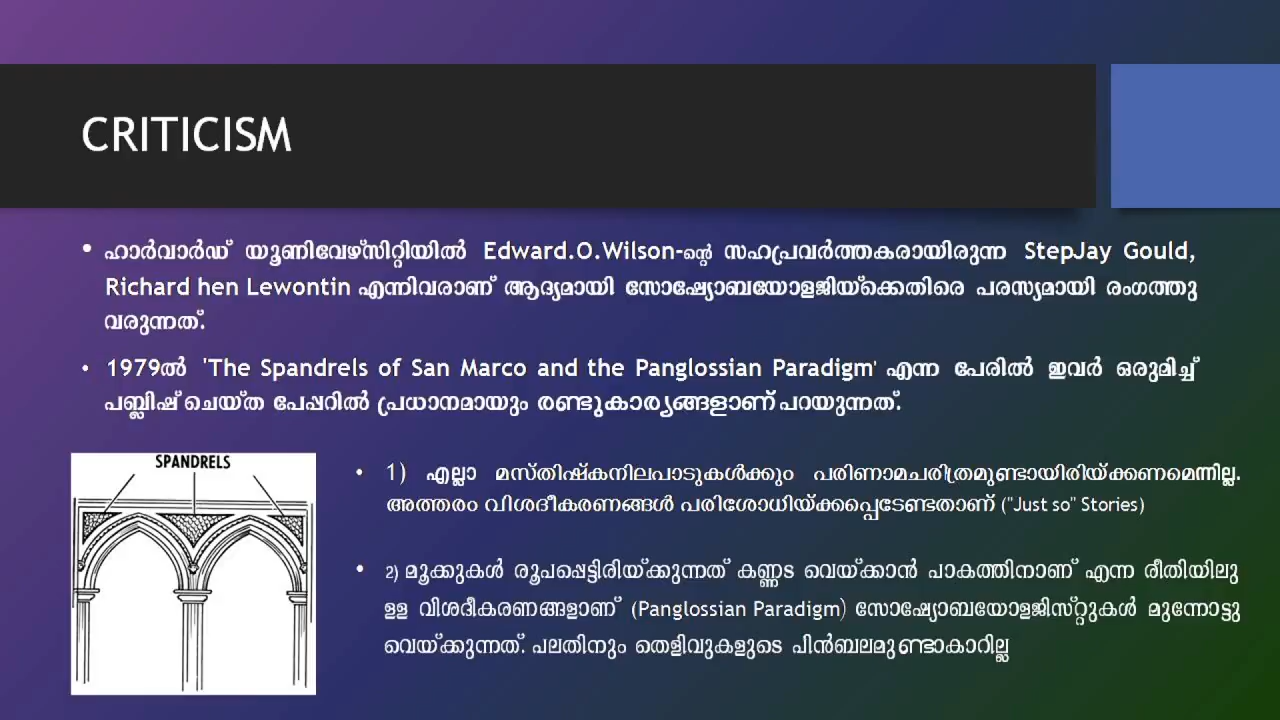 CRITICISM
• ഹാർവാർഡ് യൂണിവേഴ്സിറ്റിയിൽ Edward.O.Wilson-ന്റെ സഹപ്രവർത്തകരായിരുന്ന StepJay Gould,
Richard hen Lewontin എന്നിവരാണ് ആദ്യമായി സോഷ്യോബയോളജിയ്ക്കെതിരെ പരസ്യമായി രംഗത്തു
വരുന്നത്.
• 1979ൽ 'The Spandrels of San Marco and the Panglossian Paradigm' എന്ന പേരിൽ ഇവർ ഒരുമിച്ച്
പബ്ലിഷ് ചെയ്ത പേപ്പറിൽ പ്രധാനമായും രണ്ടുകാര്യങ്ങളാണ് പറയുന്നത്.
SPANDRELS
• 1) എല്ലാ മസ്തിഷ്കനിലപാടുകൾക്കും പരിണാമചരിത്രമുണ്ടായിരിയ്ക്കണമെന്നില്ല.
അത്തരം വിശദീകരണങ്ങൾ പരിശോധിയ്ക്കപ്പെടേണ്ടതാണ് ("Just so" Stories)
• 2) മൂക്കുകൾ രൂപപ്പെട്ടിരിയ്ക്കുന്നത് കണ്ണട വെയ്ക്കാൻ പാകത്തിനാണ് എന്ന രീതിയിലു
ള്ള വിശദീകരണങ്ങളാണ് (Panglossian Paradigm) സോഷ്യോബയോളജിസ്റ്റുകൾ മുന്നോട്ടു
വെയ്ക്കുന്നത്. പലതിനും തെളിവുകളുടെ പിൻബലമുണ്ടാകാറില്ല